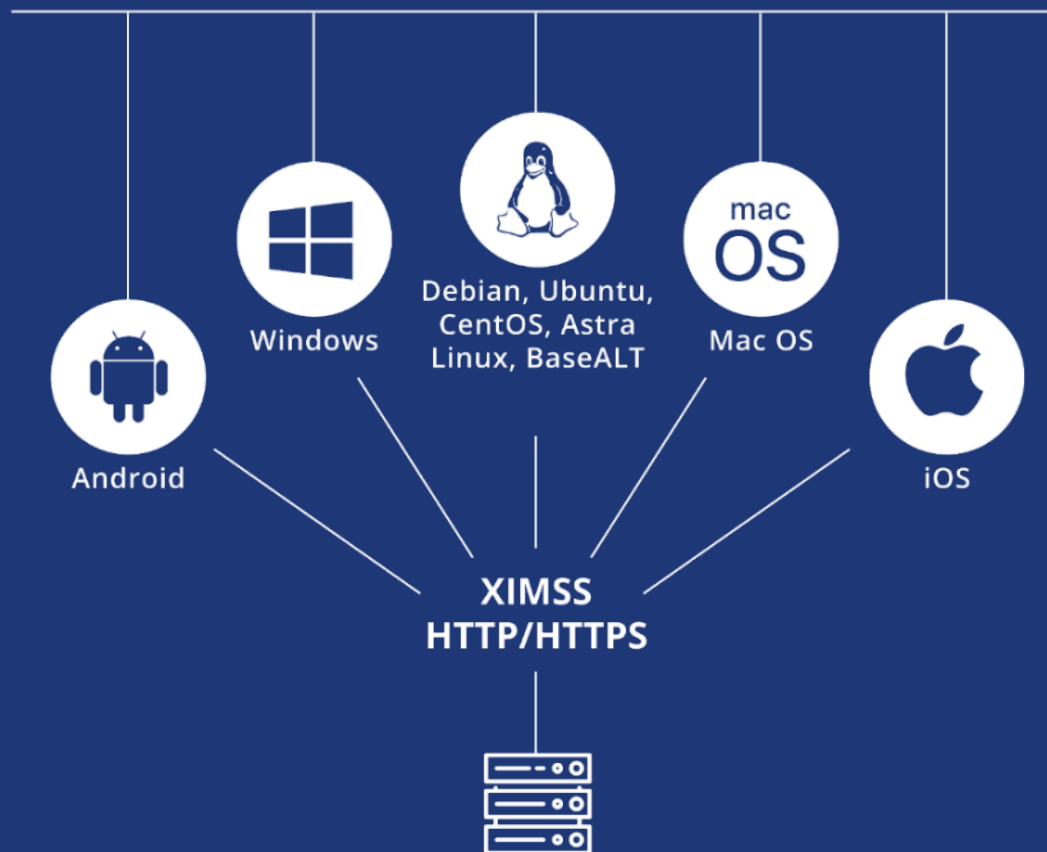 mac
OS
Debian, Ubuntu,
CentOS, Astra
Linux, BaseALT
Windows
Mac OS
Android
iOS
XIMSS
HTTP/HTTPS